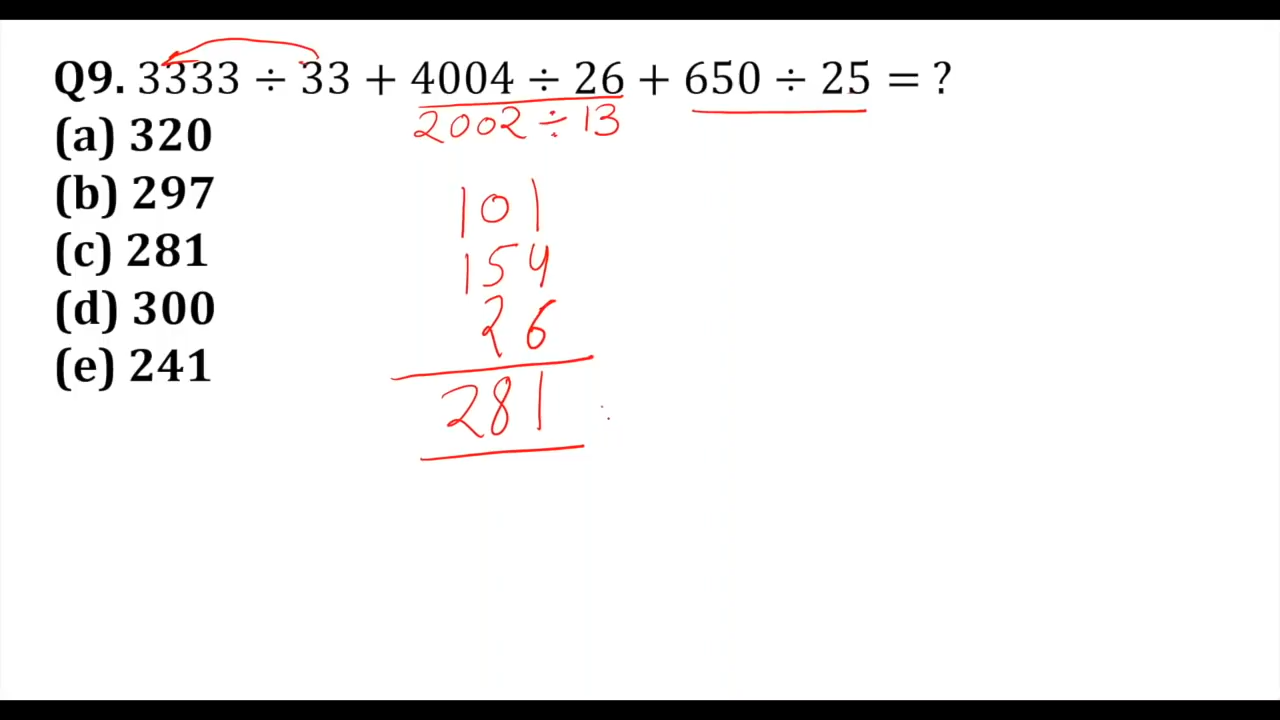 Q9. 3333 ÷ 33 + 4004 ÷ 26 + 650 ÷ 25 = ?
2002 ÷ 13
(a) 320
(b) 297
(c) 281
(d) 300
(e) 241
101
154
26
281